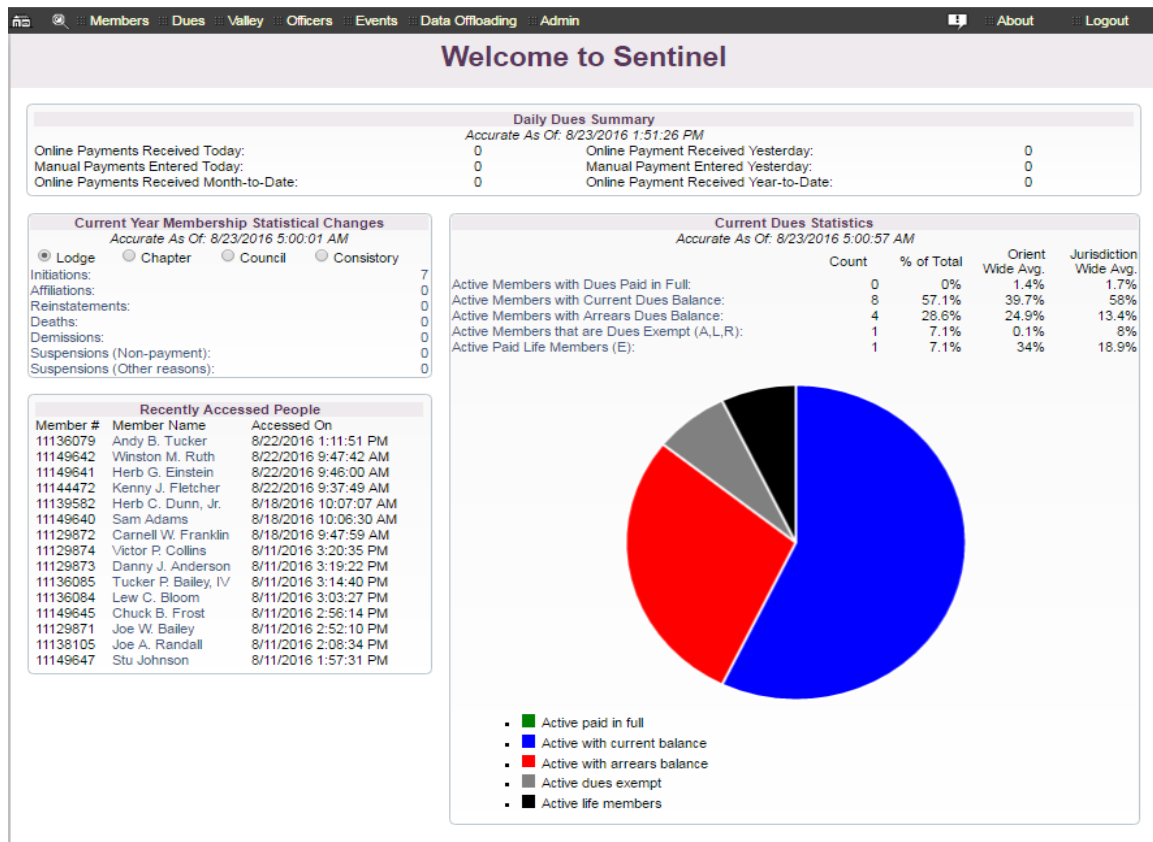 Members Dues Valley Officers Events Data Offloading Admin About Logout
Welcome to Sentinel
Daily Dues Summary
Accurate As Of: 8/23/2016 1:51:26 PM
Online Payments Received Today: 0 Online Payment Received Yesterday: 0
Manual Payments Entered Today: 0 Manual Payment Entered Yesterday: 0
Online Payments Received Month-to-Date: 0 Online Payment Received Year-to-Date: 0
Current Year Membership Statistical Changes
Accurate As Of: 8/23/2016 5:00:01 AM
Lodge Chapter Council Consistory
Initiations: 7
Affiliations: 0
Reinstatements: 0
Deaths: 0
Demissions: 0
Suspensions (Non-payment): 0
Suspensions (Other reasons): 0
Recently Accessed People
Member # Member Name Accessed On
11136079 Andy B. Tucker 8/22/2016 1:11:51 PM
11149642 Winston M. Ruth 8/22/2016 9:47:42 AM
11149641 Herb G. Einstein 8/22/2016 9:46:00 AM
11144472 Kenny J. Fletcher 8/22/2016 9:37:49 AM
11139582 Herb C. Dunn, Jr. 8/18/2016 10:07:07 AM
11149640 Sam Adams 8/18/2016 10:06:30 AM
11129872 Carnell W. Franklin 8/18/2016 9:47:59 AM
11129874 Victor P. Collins 8/11/2016 3:20:35 PM
11129873 Danny J. Anderson 8/11/2016 3:19:22 PM
11136085 Tucker P. Bailey, IV 8/11/2016 3:14:40 PM
11136084 Lew C. Bloom 8/11/2016 3:03:27 PM
11149645 Chuck B. Frost 8/11/2016 2:56:14 PM
11129871 Joe W. Bailey 8/11/2016 2:52:10 PM
11138105 Joe A. Randall 8/11/2016 2:08:34 PM
11149647 Stu Johnson 8/11/2016 1:57:31 PM
Current Dues Statistics
Accurate As Of: 8/23/2016 5:00:57 AM
Count % of Total Orient Wide Avg. Jurisdiction Wide Avg.
Active Members with Dues Paid in Full: 0 0% 1.4% 1.7%
Active Members with Current Dues Balance: 8 57.1% 39.7% 58%
Active Members with Arrears Dues Balance: 4 28.6% 24.9% 13.4%
Active Members that are Dues Exempt (A,L,R): 1 7.1% 0.1% 8%
Active Paid Life Members (E): 1 7.1% 34% 18.9%
Active paid in full
Active with current balance
Active with arrears balance
Active dues exempt
Active life members